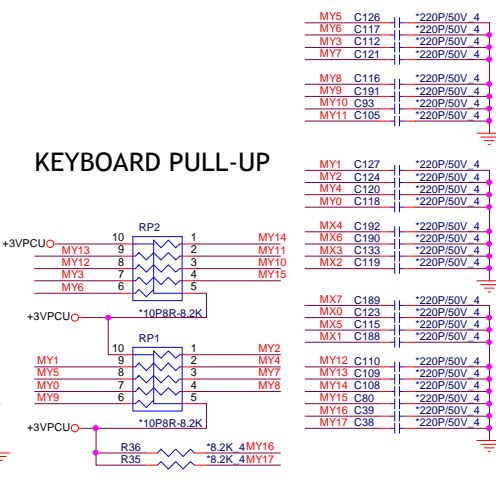 MY5 C126 *220P/50V_4
MY6 C117 *220P/50V_4
MY3 C112 *220P/50V_4
MY7 C121 *220P/50V_4
MY8 C116 *220P/50V_4
MY9 C191 *220P/50V_4
MY10 C93 *220P/50V_4
MY11 C105 *220P/50V_4
KEYBOARD PULL-UP
MY1 C127 *220P/50V_4
MY2 C124 *220P/50V_4
MY4 C120 *220P/50V_4
MY0 C118 *220P/50V_4
MX4 C192 *220P/50V_4
MX6 C190 *220P/50V_4
MX3 C133 *220P/50V_4
MX2 C119 *220P/50V_4
MX7 C189 *220P/50V_4
MX0 C123 *220P/50V_4
MX5 C115 *220P/50V_4
MX1 C188 *220P/50V_4
MY12 C110 *220P/50V_4
MY13 C109 *220P/50V_4
MY14 C108 *220P/50V_4
MY15 C80 *220P/50V_4
MY16 C39 *220P/50V_4
MY17 C38 *220P/50V_4
RP2
+3VPCU 10 1 MY14
MY13 9 2 MY11
MY12 8 3 MY10
MY3 7 4 MY15
MY6 6 5
+3VPCU *10P8R-8.2K
RP1
10 1 MY2
MY1 9 2 MY4
MY5 8 3 MY7
MY0 7 4 MY8
MY9 6 5
+3VPCU *10P8R-8.2K
R36 *8.2K_4 MY16
R35 *8.2K_4 MY17